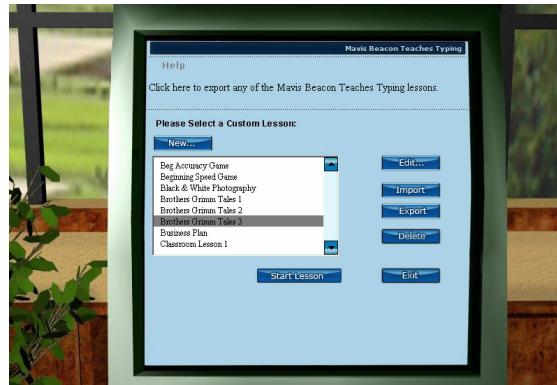 Mavis Beacon Teaches Typing
Help
Click here to export any of the Mavis Beacon Teaches Typing lessons.
Please Select a Custom Lesson:
New...
Beg Accuracy Game
Beginning Speed Game
Black & White Photography
Brothers Grimm Tales 1
Brothers Grimm Tales 2
Brothers Grimm Tales 3
Business Plan
Classroom Lesson 1
Edit...
Import
Export
Delete
Start Lesson
Exit